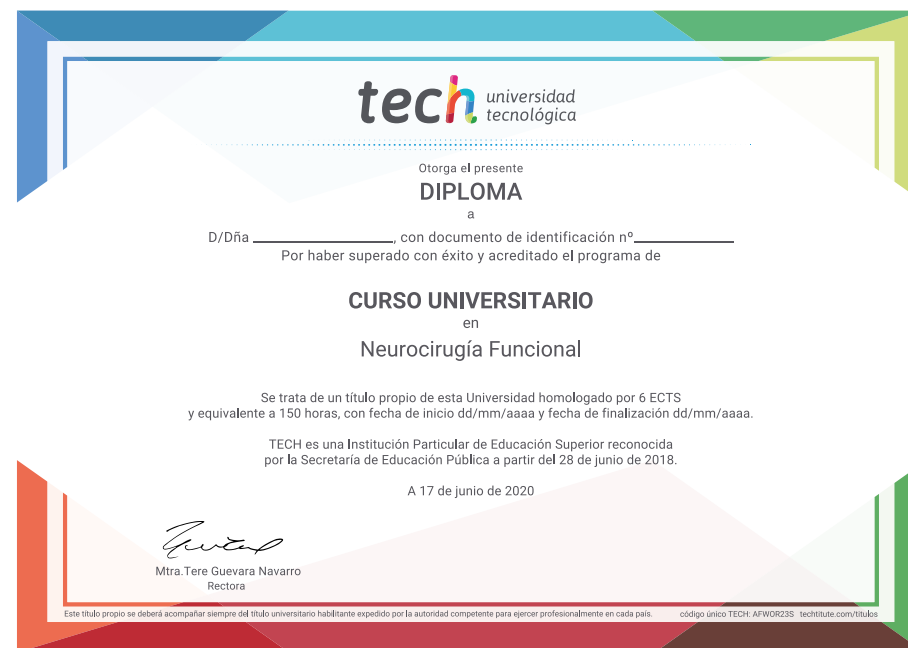 tech universidad
tecnológica
Otorga el presente
DIPLOMA
a
D/Dña ____________________, con documento de identificación nº______________
Por haber superado con éxito y acreditado el programa de
CURSO UNIVERSITARIO
en
Neurocirugía Funcional
Se trata de un título propio de esta Universidad homologado por 6 ECTS
y equivalente a 150 horas, con fecha de inicio dd/mm/aaaa y fecha de finalización dd/mm/aaaa.
TECH es una Institución Particular de Educación Superior reconocida
por la Secretaría de Educación Pública a partir del 28 de junio de 2018.
A 17 de junio de 2020
Mtra.Tere Guevara Navarro
Rectora
Este título propio se deberá acompañar siempre del título universitario habilitante expedido por la autoridad competente para ejercer profesionalmente en cada país. código único TECH: AFWOR23S techtitute.com/titulos